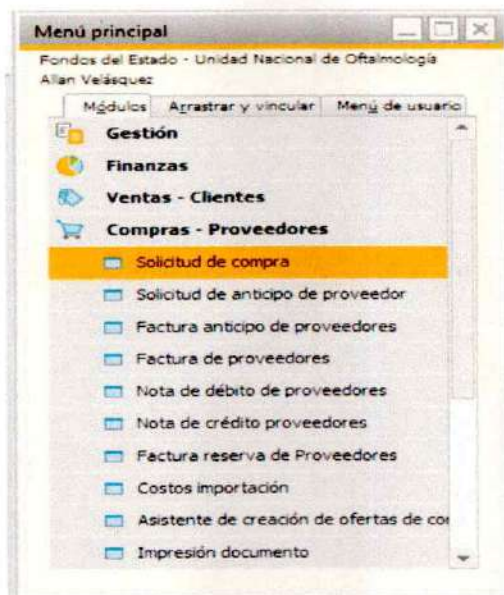 Menú principal
Fondos del Estado - Unidad Nacional de Oftalmología
Allan Velásquez
Módulos Arrastrar y vincular Menú de usuario
Gestión
Finanzas
Ventas - Clientes
Compras - Proveedores
Solicitud de compra
Solicitud de anticipo de proveedor
Factura anticipo de proveedores
Factura de proveedores
Nota de débito de proveedores
Nota de crédito proveedores
Factura reserva de Proveedores
Costos importación
Asistente de creación de ofertas de co
Impresión documento